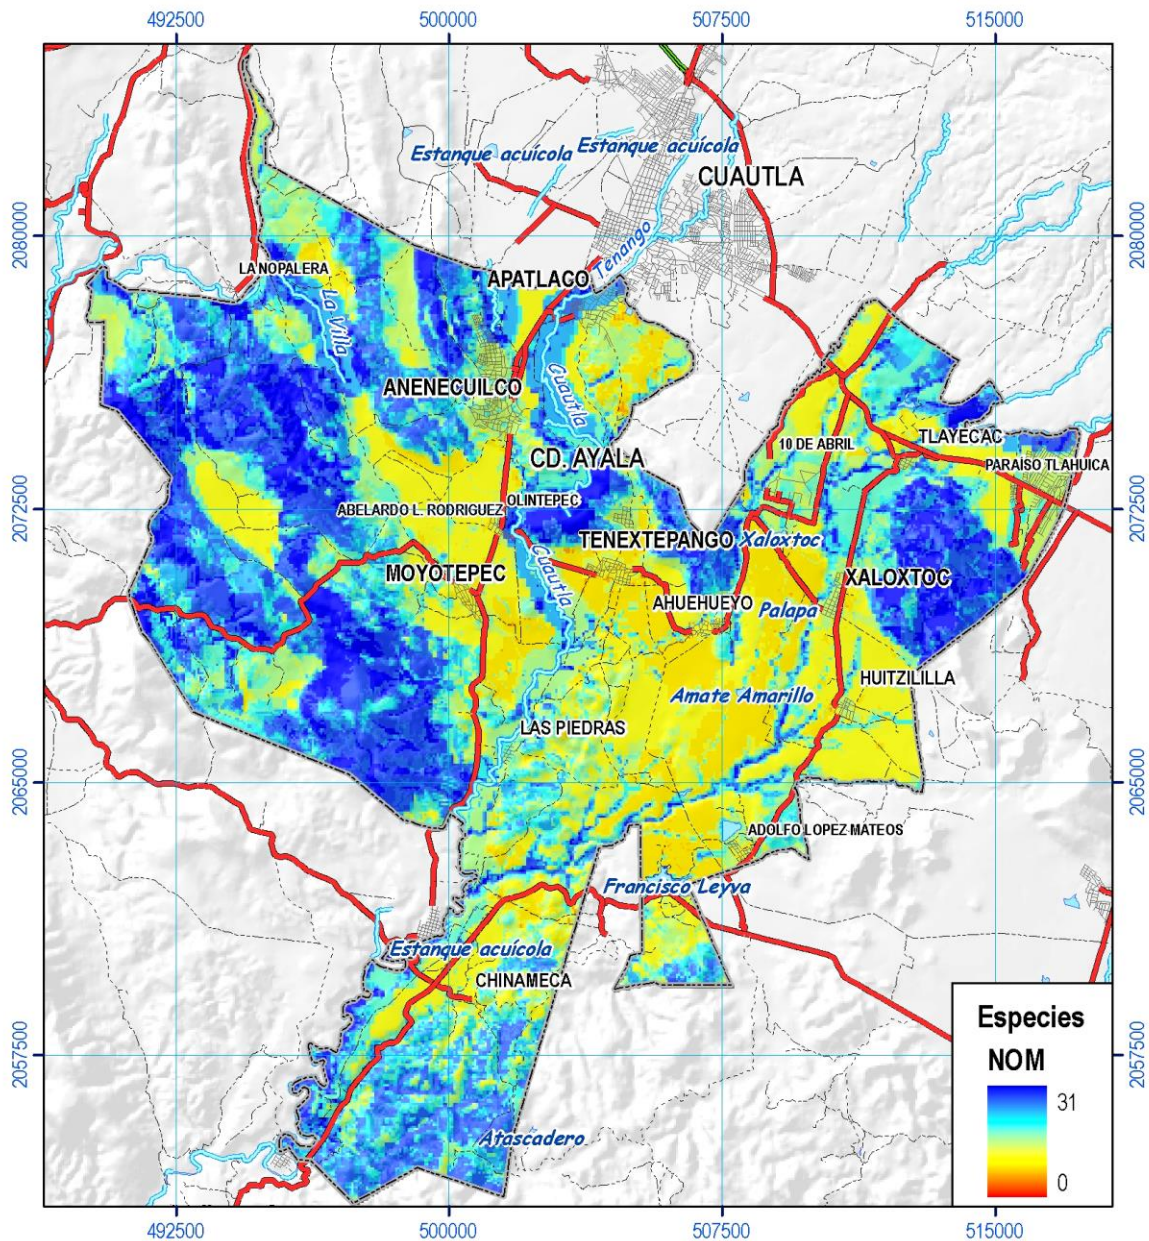 492500
500000
507500
515000
Estanque acuícola
Estanque acuícola
CUAUTLA
2080000
2080000
Tenango
LA NOPALERA
APATLACO
La Villa
ANENECUILCO
Cuautla
10 DE ABRIL
TLAYECAC
CD. AYALA
PARAÍSO TLAHUICA
2072500
2072500
ABELARDO L. RODRIGUEZ
OLINTEPEC
TENEXTEPANGO
Xaloxtoc
Cuautla
MOYOTEPEC
XALOXTOC
AHUEHUEYO
Palapa
HUITZILILLA
Amate Amarillo
LAS PIEDRAS
2065000
2065000
ADOLFO LOPEZ MATEOS
Francisco Leyva
Estanque acuícola
CHINAMECA
Especies
NOM
31
0
2057500
2057500
Atascadero
492500
500000
507500
515000